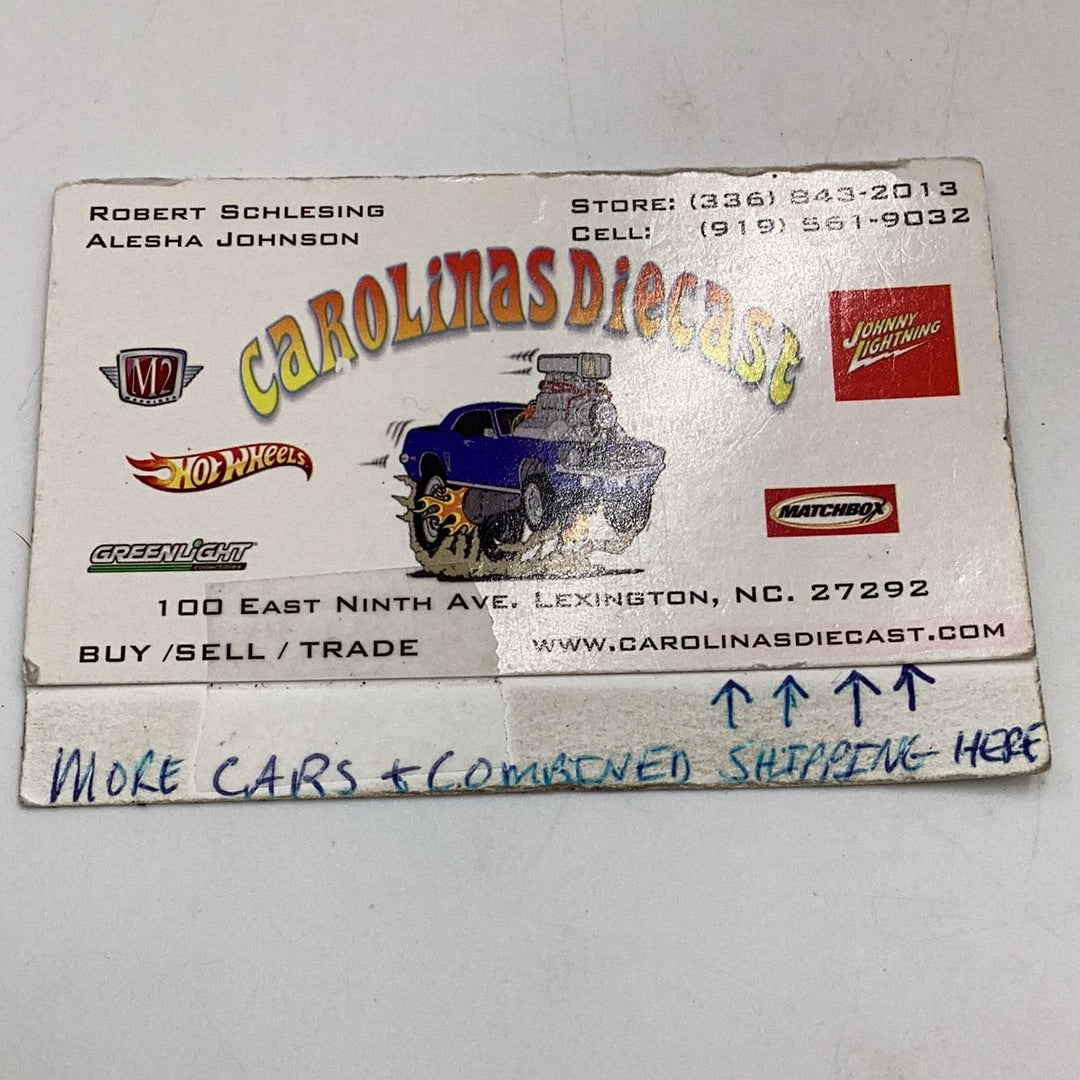 ROBERT SCHLESING
ALESHA JOHNSON
STORE: (336) 843-2013
CELL: (919) 561-9032
CAROLINAS DIECAST
M2
MACHINES
JOHNNY
LIGHTNING
HOT WHEELS
MATCHBOX
GREENLIGHT
collectibles
100 EAST NINTH AVE. LEXINGTON, NC. 27292
BUY /SELL / TRADE
WWW.CAROLINASDIECAST.COM
MORE CARS + COMBINED SHIPPING HERE